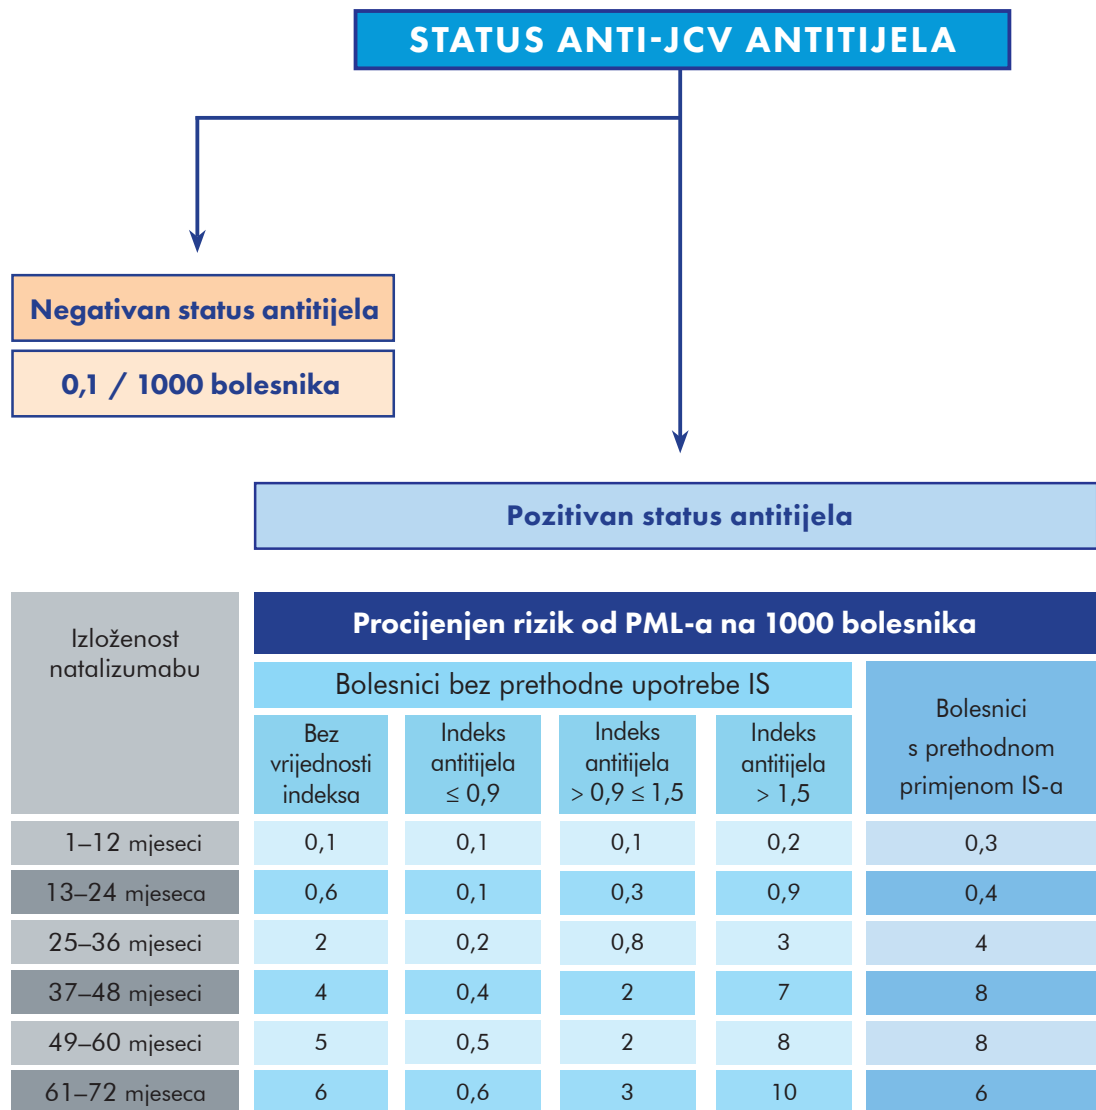 STATUS ANTI-JCV ANTITIJELA
Negativan status antitijela
0,1 / 1000 bolesnika
Pozitivan status antitijela
Izloženost
natalizumabu
Procijenjen rizik od PML-a na 1000 bolesnika
Bolesnici bez prethodne upotrebe IS
Bez
vrijednosti
indeksa
Indeks
antitijela
≤ 0,9
Indeks
antitijela
> 0,9 ≤ 1,5
Indeks
antitijela
> 1,5
Bolesnici
s prethodnom
primjenom IS-a
1–12 mjeseci 0,1 0,1 0,1 0,2 0,3
13–24 mjeseca 0,6 0,1 0,3 0,9 0,4
25–36 mjeseci 2 0,2 0,8 3 4
37–48 mjeseci 4 0,4 2 7 8
49–60 mjeseci 5 0,5 2 8 8
61–72 mjeseca 6 0,6 3 10 6